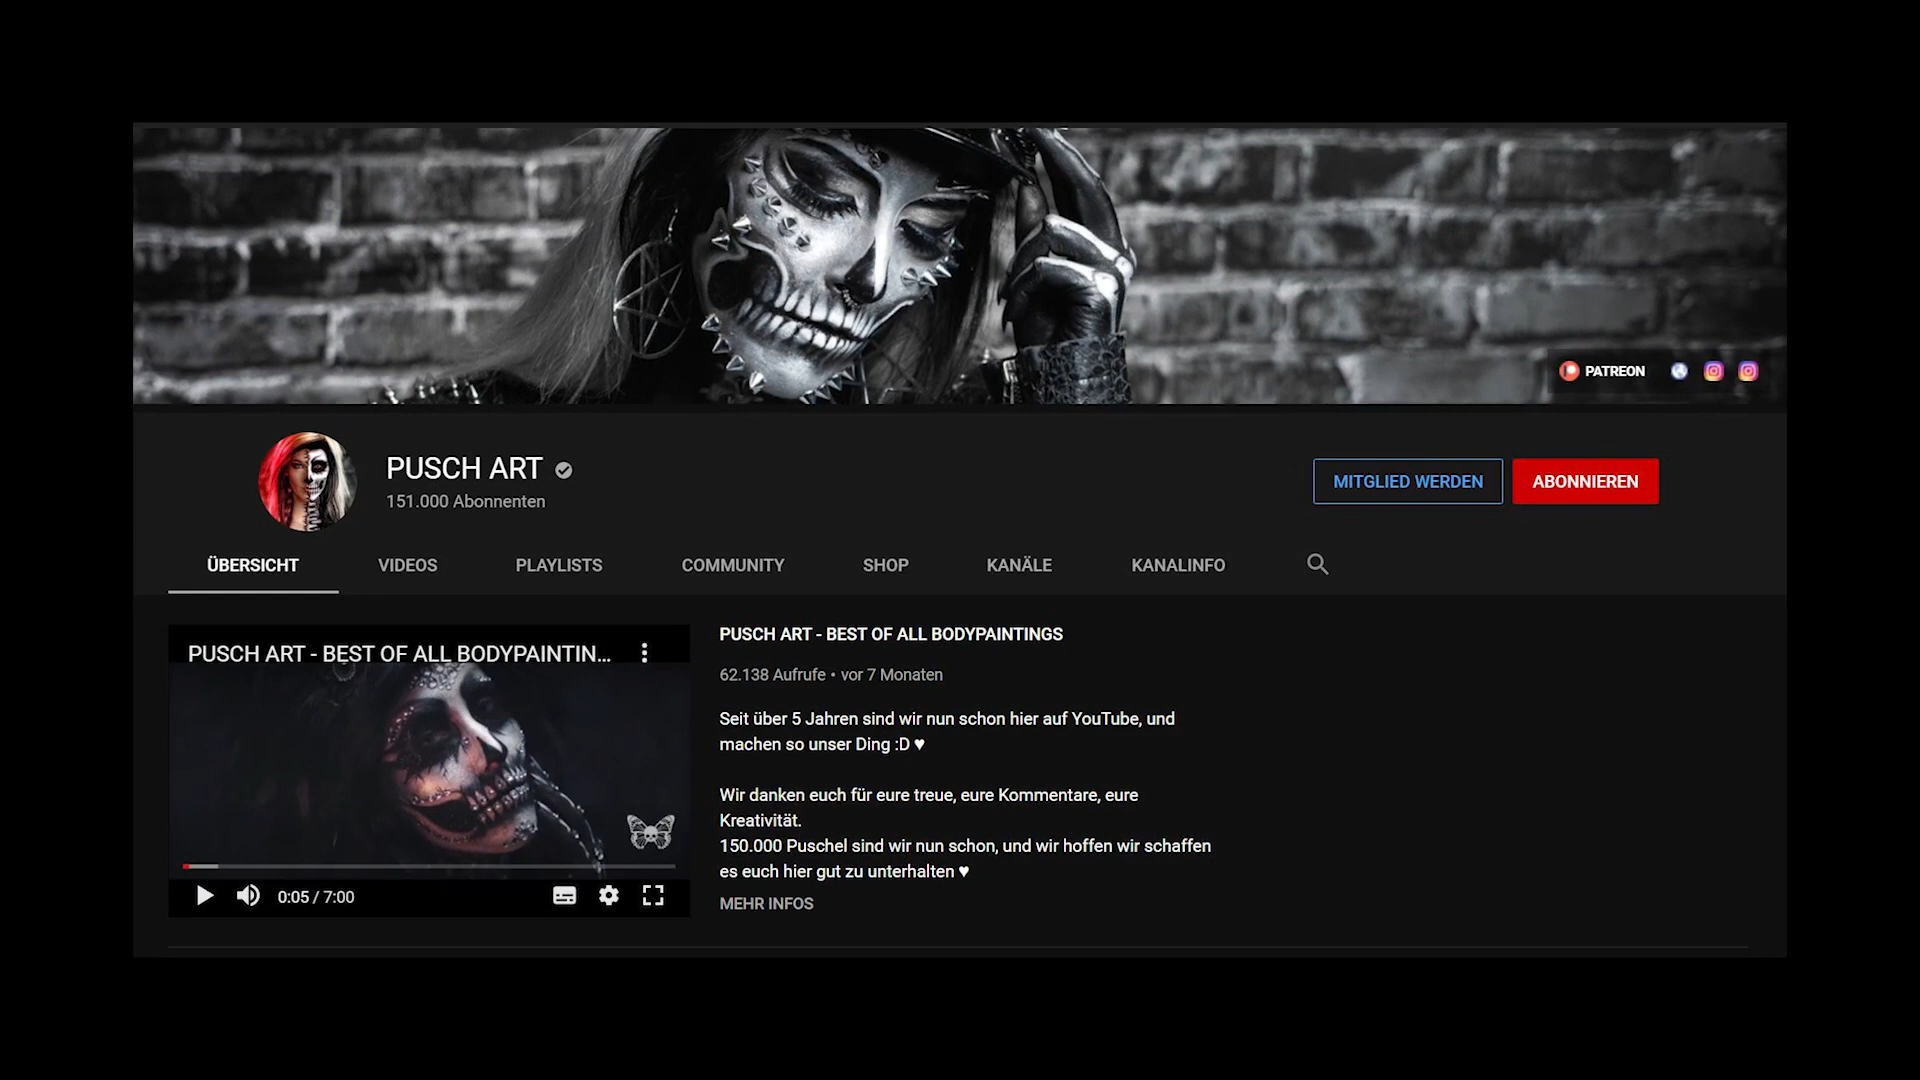 PATREON
PUSCH ART
151.000 Abonnenten
MITGLIED WERDEN
ABONNIEREN
ÜBERSICHT
VIDEOS
PLAYLISTS
COMMUNITY
SHOP
KANÄLE
KANALINFO
PUSCH ART - BEST OF ALL BODYPAINTIN...
0:05 / 7:00
PUSCH ART - BEST OF ALL BODYPAINTINGS
62.138 Aufrufe • vor 7 Monaten
Seit über 5 Jahren sind wir nun schon hier auf YouTube, und
machen so unser Ding :D ♥
Wir danken euch für eure treue, eure Kommentare, eure
Kreativität.
150.000 Puschel sind wir nun schon, und wir hoffen wir schaffen
es euch hier gut zu unterhalten ♥
MEHR INFOS